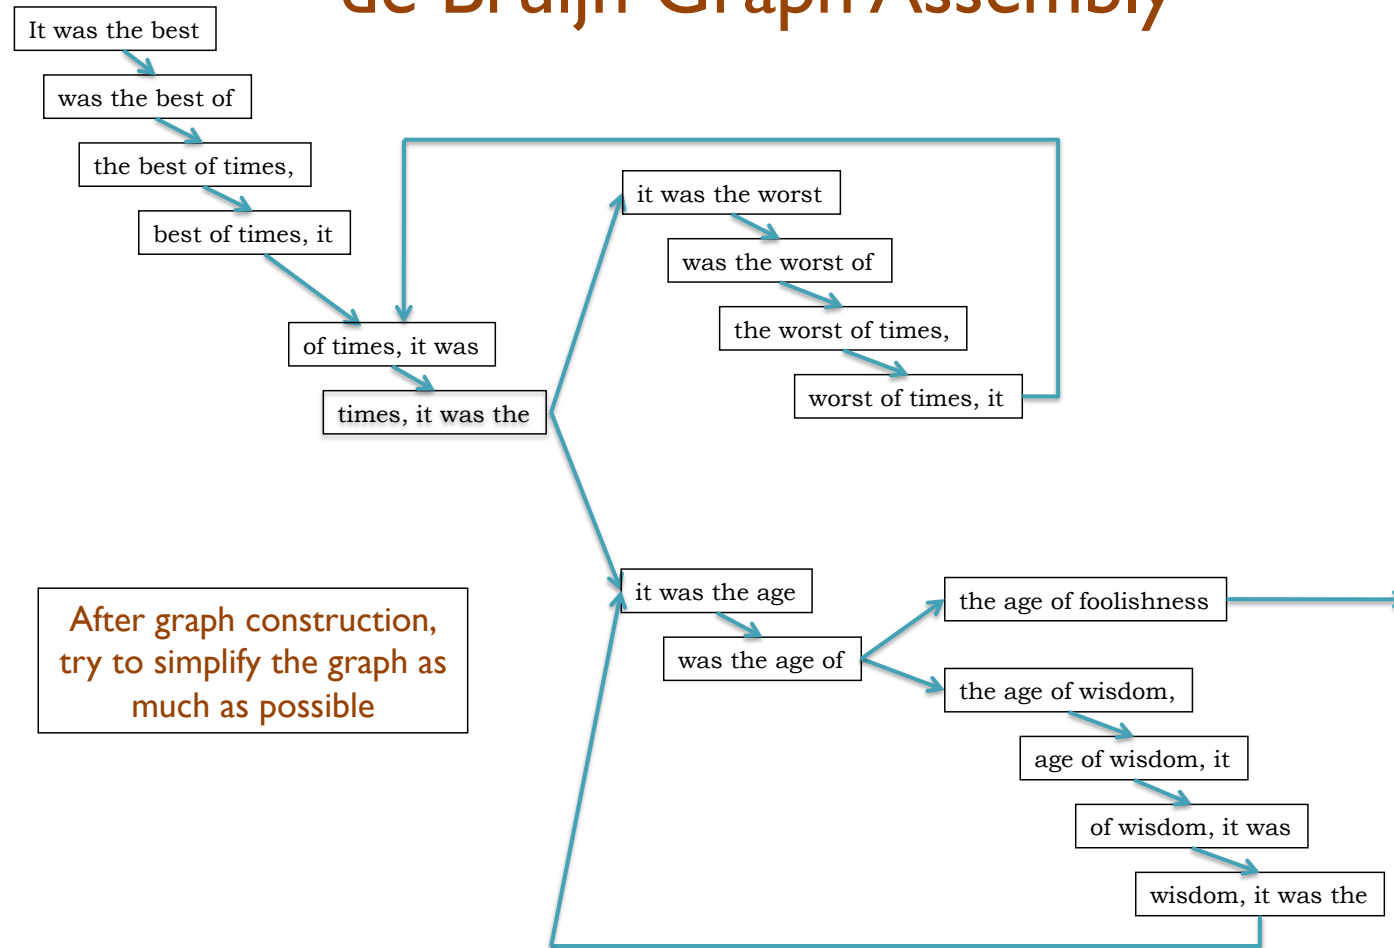 de Bruijn Graph Assembly
It was the best
was the best of
the best of times,
best of times, it
of times, it was
times, it was the
it was the worst
was the worst of
the worst of times,
worst of times, it
it was the age
was the age of
the age of foolishness
the age of wisdom,
age of wisdom, it
of wisdom, it was
wisdom, it was the
After graph construction,
try to simplify the graph as
much as possible